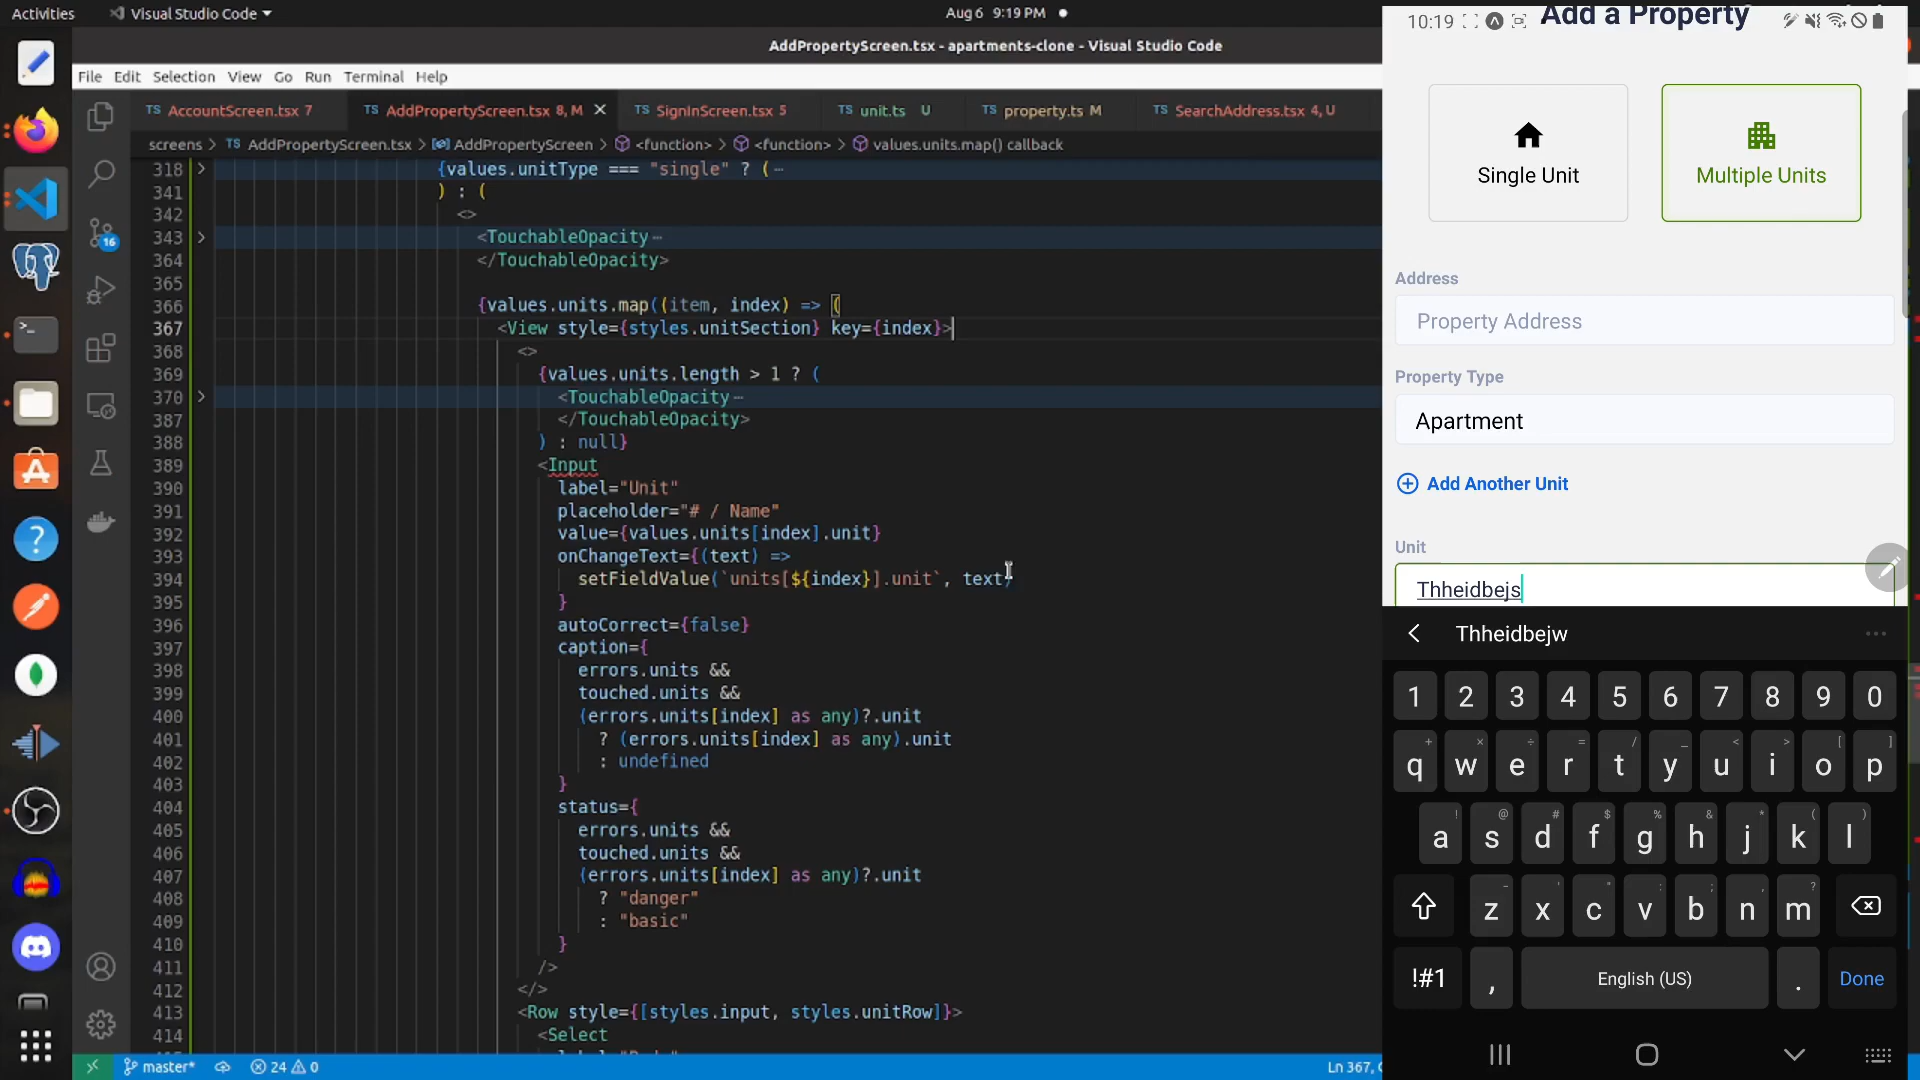 Activities
Visual Studio Code
Aug 6 9:19 PM
AddPropertyScreen.tsx - apartments-clone - Visual Studio Code
File Edit Selection View Go Run Terminal Help
TS AccountScreen.tsx 7
TS AddPropertyScreen.tsx 8, M
TS SignInScreen.tsx 5
TS unit.ts U
TS property.ts M
TS SearchAddress.tsx 4, U
screens > TS AddPropertyScreen.tsx > AddPropertyScreen > <function> > <function> > values.units.map() callback
318 {values.unitType === "single" ? (
341 ) : (
342 <>
343 <TouchableOpacity
364 </TouchableOpacity>
365
366 {values.units.map((item, index) => (
367 <View style={styles.unitSection} key={index}>
368 <>
369 {values.units.length > 1 ? (
370 <TouchableOpacity
387 </TouchableOpacity>
388 ) : null}
389 <Input
390 label="Unit"
391 placeholder="# / Name"
392 value={values.units[index].unit}
393 onChangeText={(text) =>
394 setFieldValue(`units[${index}].unit`, text)
395 }
396 autoCorrect={false}
397 caption={
398 errors.units &&
399 touched.units &&
400 (errors.units[index] as any)?.unit
401 ? (errors.units[index] as any).unit
402 : undefined
403 }
404 status={
405 errors.units &&
406 touched.units &&
407 (errors.units[index] as any)?.unit
408 ? "danger"
409 : "basic"
410 }
411 />
412 </>
413 <Row style={[styles.input, styles.unitRow]}>
414 <Select
16
master*
24
0
Ln 367,
10:19
Add a Property
Single Unit
Multiple Units
Address
Property Address
Property Type
Apartment
Add Another Unit
Unit
Thheidbejs
Thheidbejw
1 2 3 4 5 6 7 8 9 0
+ × ÷ = / _ < > [ ]
q w e r t y u i o p
! @ # $ % ^ & * ( )
a s d f g h j k l
- ' " : ; , ?
z x c v b n m
!#1 , English (US) . Done